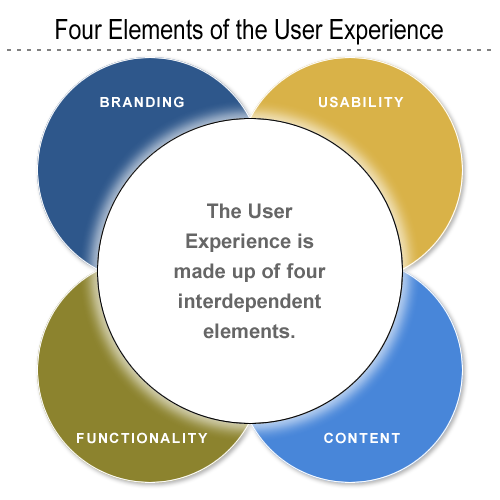 Four Elements of the User Experience
BRANDING
USABILITY
The User
Experience is
made up of four
interdependent
elements.
FUNCTIONALITY
CONTENT